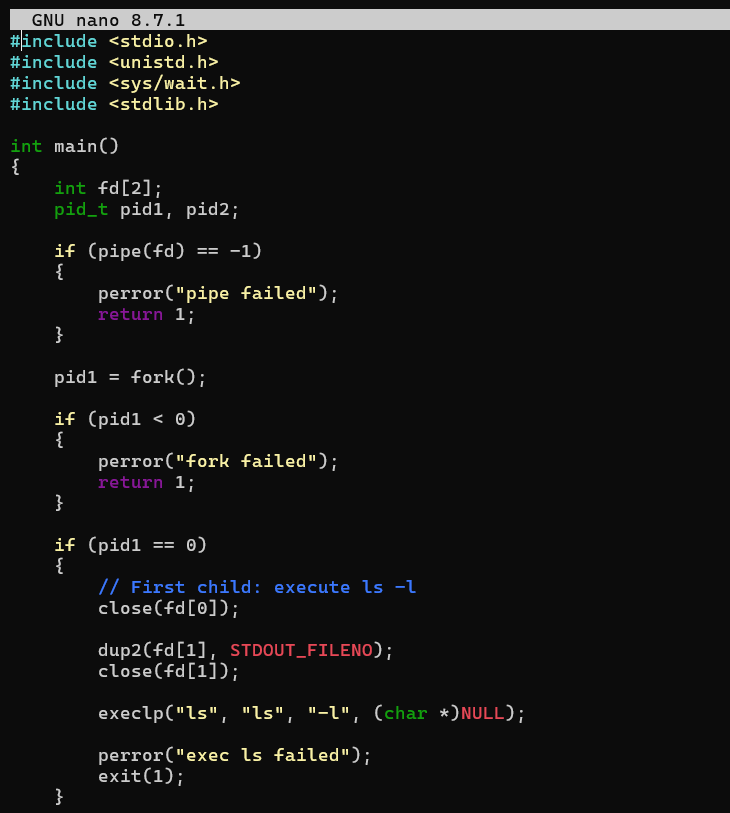 GNU nano 8.7.1
#include <stdio.h>
#include <unistd.h>
#include <sys/wait.h>
#include <stdlib.h>

int main()
{
    int fd[2];
    pid_t pid1, pid2;

    if (pipe(fd) == -1)
    {
        perror("pipe failed");
        return 1;
    }

    pid1 = fork();

    if (pid1 < 0)
    {
        perror("fork failed");
        return 1;
    }

    if (pid1 == 0)
    {
        // First child: execute ls -l
        close(fd[0]);

        dup2(fd[1], STDOUT_FILENO);
        close(fd[1]);

        execlp("ls", "ls", "-l", (char *)NULL);

        perror("exec ls failed");
        exit(1);
    }